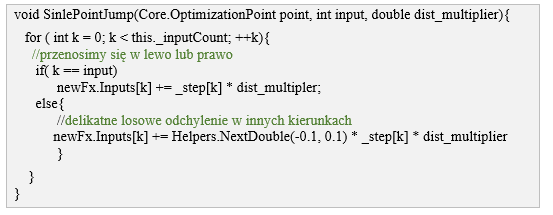 void SinlePointJump(Core.OptimizationPoint point, int input, double dist_multiplier){
for ( int k = 0; k < this._inputCount; ++k){
//przenosimy się w lewo lub prawo
if( k == input)
newFx.Inputs[k] += _step[k] * dist_multipler;
else{
//delikatne losowe odchylenie w innych kierunkach
newFx.Inputs[k] += Helpers.NextDouble(-0.1, 0.1) * _step[k] * dist_multiplier
}
}
}